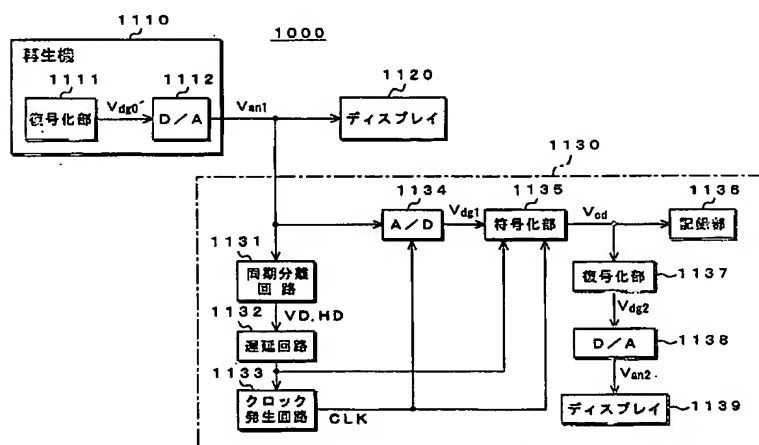 1110
1000
再生機
1111
1112
1120
復号化部
Vdg0
D/A
Van1
ディスプレイ
1130
1134
1135
1136
A/D
Vdg1
符号化部
Vcd
記録部
1131
同期分離
回路
復号化部
1137
VD,HD
1132
Vdg2
遅延回路
D/A
1138
1133
Van2
クロック
発生回路
CLK
ディスプレイ
1139